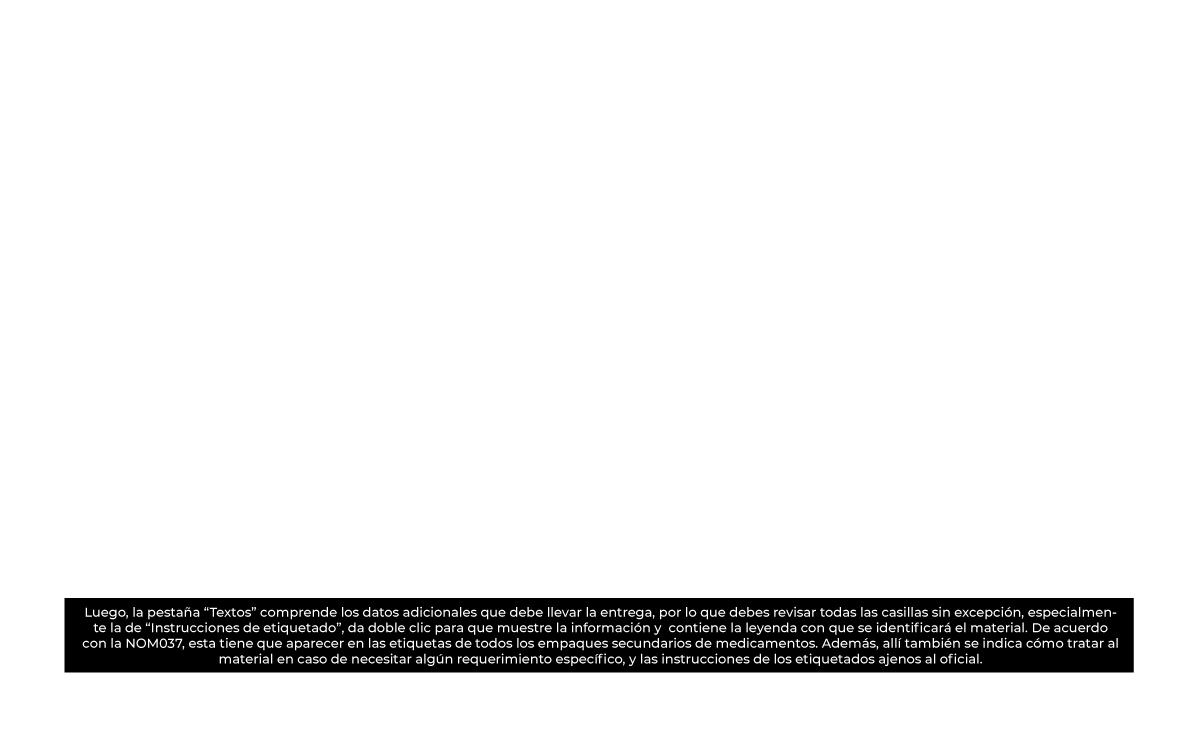 Luego, la pestaña “Textos” comprende los datos adicionales que debe llevar la entrega, por lo que debes revisar todas las casillas sin excepción, especialmen-
te la de “Instrucciones de etiquetado”, da doble clic para que muestre la información y  contiene la leyenda con que se identificará el material. De acuerdo
con la NOM037, esta tiene que aparecer en las etiquetas de todos los empaques secundarios de medicamentos. Además, allí también se indica cómo tratar al
material en caso de necesitar algún requerimiento específico, y las instrucciones de los etiquetados ajenos al oficial.